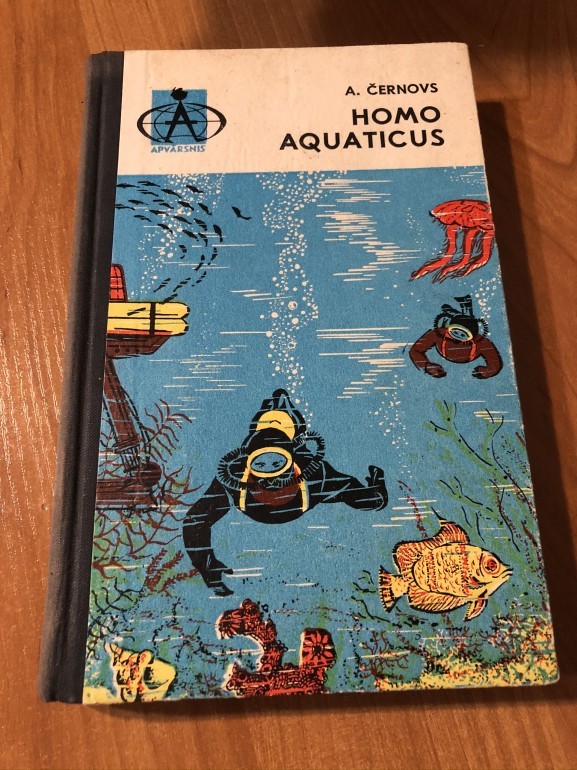 A. ČERNOVS
HOMO
AQUATICUS
APVĀRSNIS